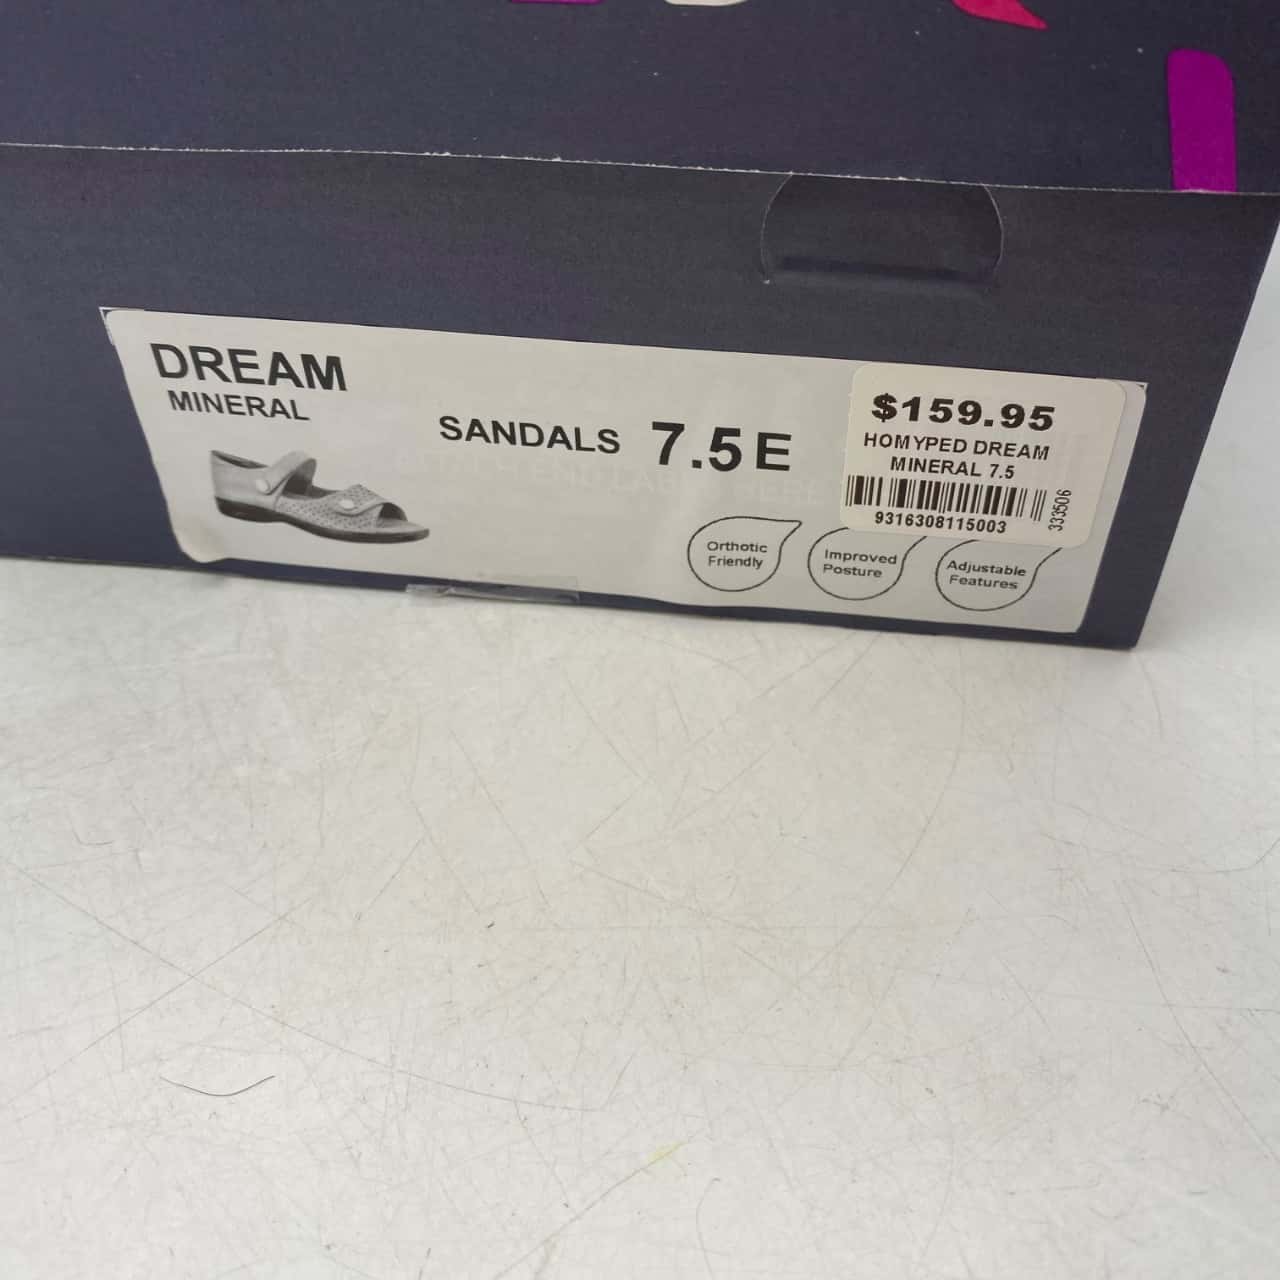 DREAM
MINERAL
SANDALS 7.5 E
$159.95
HOMYPED DREAM
MINERAL 7.5
9316308115003
333506
Orthotic
Friendly
Improved
Posture
Adjustable
Features